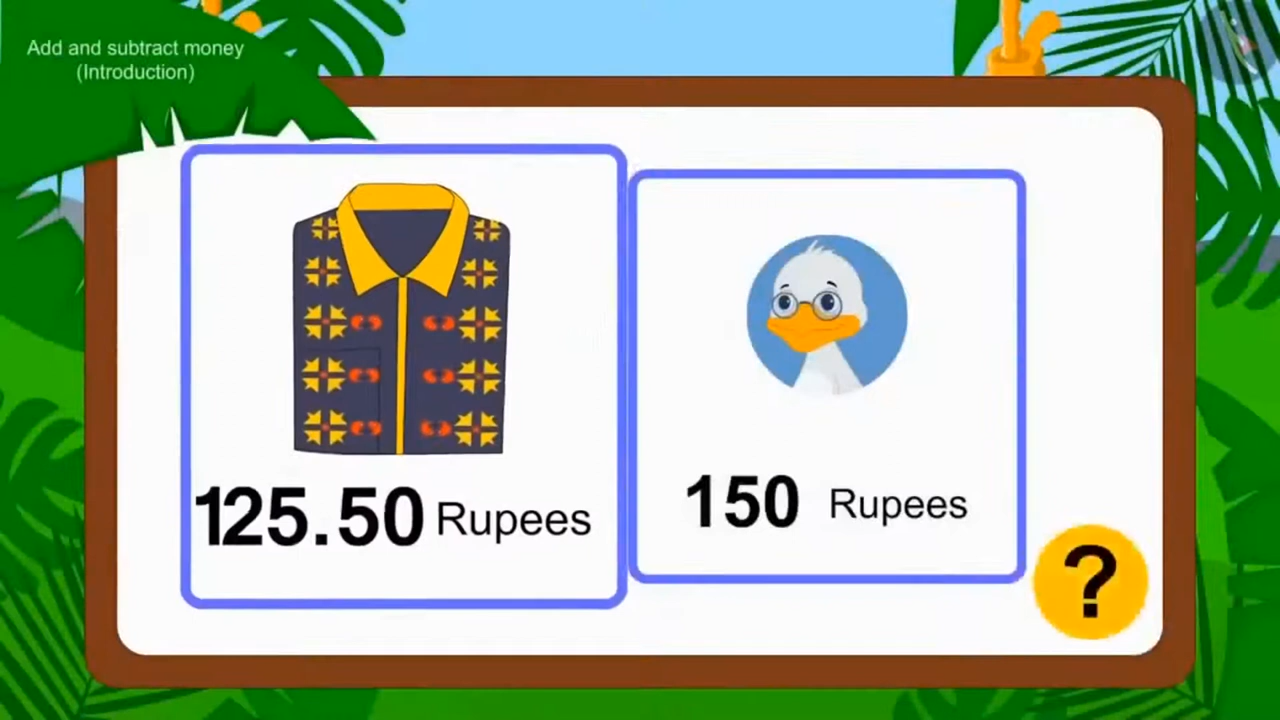 Add and subtract money
(Introduction)
125.50 Rupees
150 Rupees
?